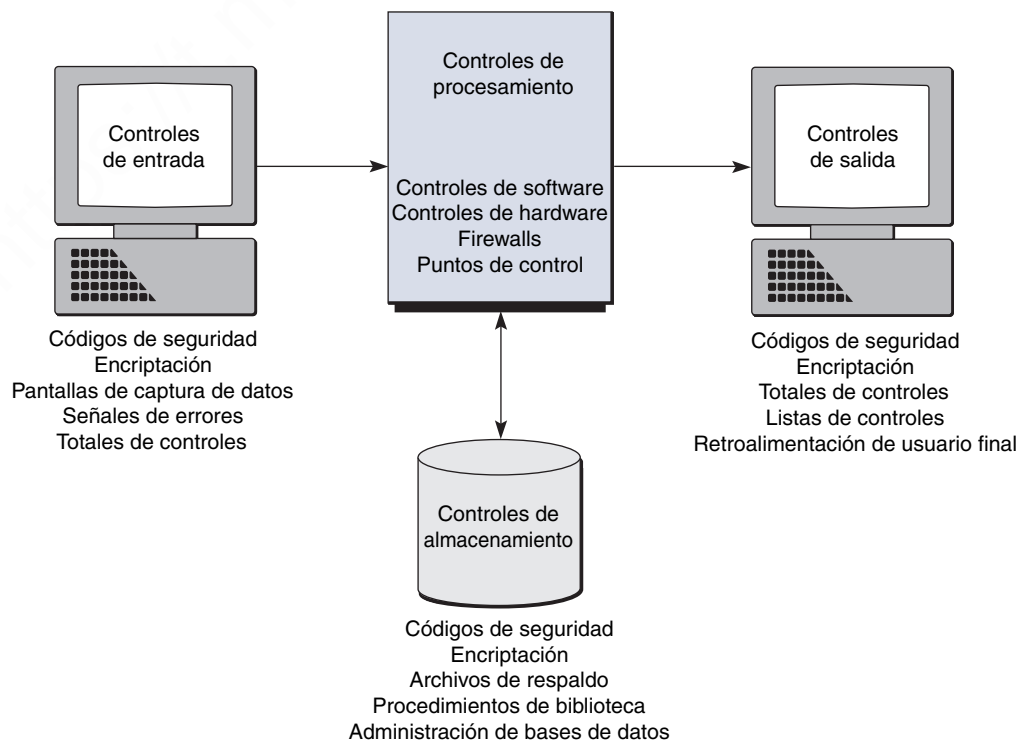 Controles de
procesamiento
Controles
de entrada
Controles
de salida
Controles de software
Controles de hardware
Firewalls
Puntos de control
Códigos de seguridad
Encriptación
Pantallas de captura de datos
Señales de errores
Totales de controles
Códigos de seguridad
Encriptación
Totales de controles
Listas de controles
Retroalimentación de usuario final
Controles de
almacenamiento
Códigos de seguridad
Encriptación
Archivos de respaldo
Procedimientos de biblioteca
Administración de bases de datos